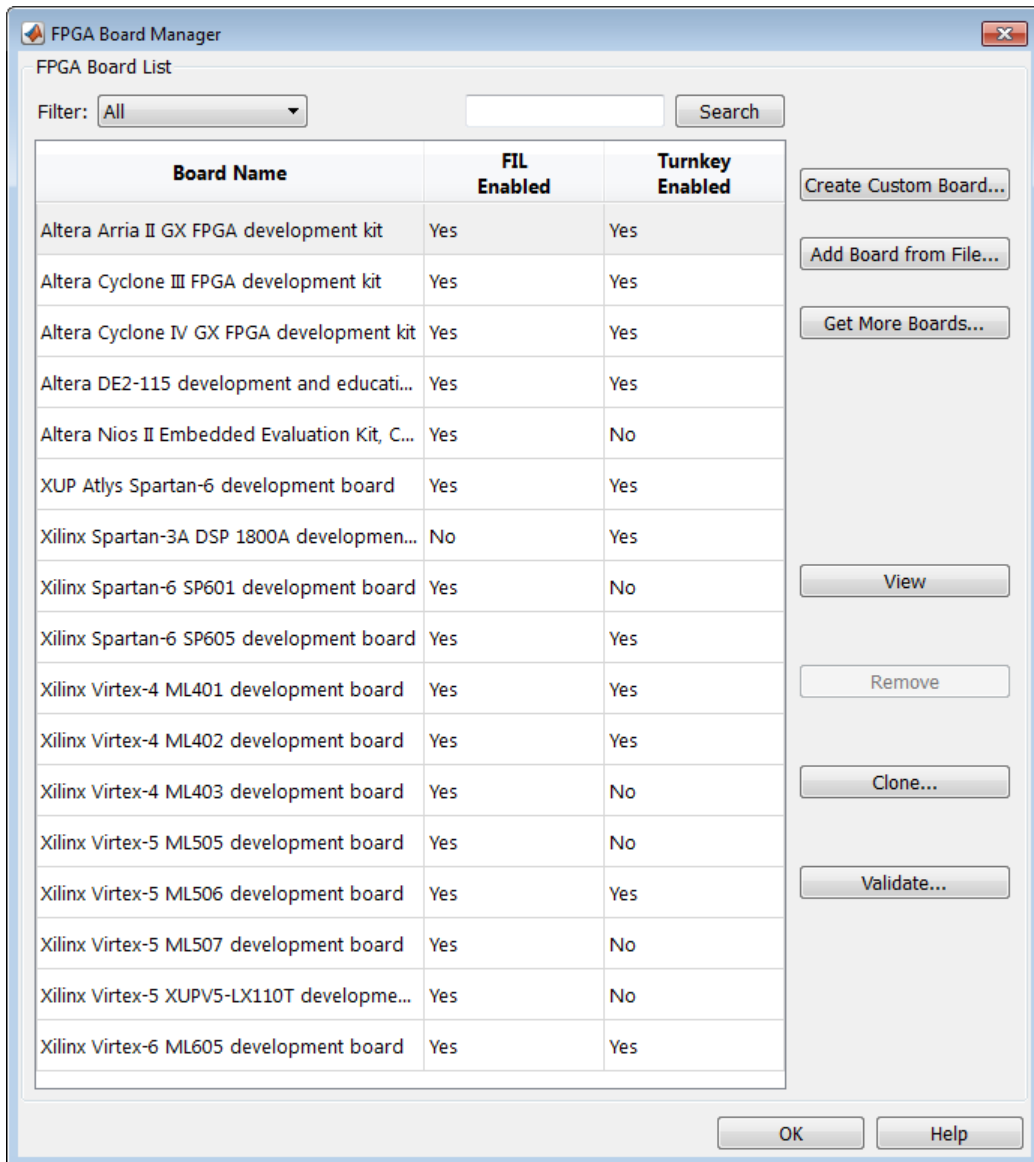 FPGA Board Manager
FPGA Board List
Filter: All Search
Board Name FIL Enabled Turnkey Enabled
Create Custom Board...
Altera Arria II GX FPGA development kit Yes Yes
Add Board from File...
Altera Cyclone III FPGA development kit Yes Yes
Altera Cyclone IV GX FPGA development kit Yes Yes
Get More Boards...
Altera DE2-115 development and educati... Yes Yes
Altera Nios II Embedded Evaluation Kit, C... Yes No
XUP Atlys Spartan-6 development board Yes Yes
Xilinx Spartan-3A DSP 1800A developmen... No Yes
Xilinx Spartan-6 SP601 development board Yes No
View
Xilinx Spartan-6 SP605 development board Yes Yes
Xilinx Virtex-4 ML401 development board Yes Yes
Remove
Xilinx Virtex-4 ML402 development board Yes Yes
Xilinx Virtex-4 ML403 development board Yes No
Clone...
Xilinx Virtex-5 ML505 development board Yes No
Xilinx Virtex-5 ML506 development board Yes Yes
Validate...
Xilinx Virtex-5 ML507 development board Yes No
Xilinx Virtex-5 XUPV5-LX110T developme... Yes No
Xilinx Virtex-6 ML605 development board Yes Yes
OK Help